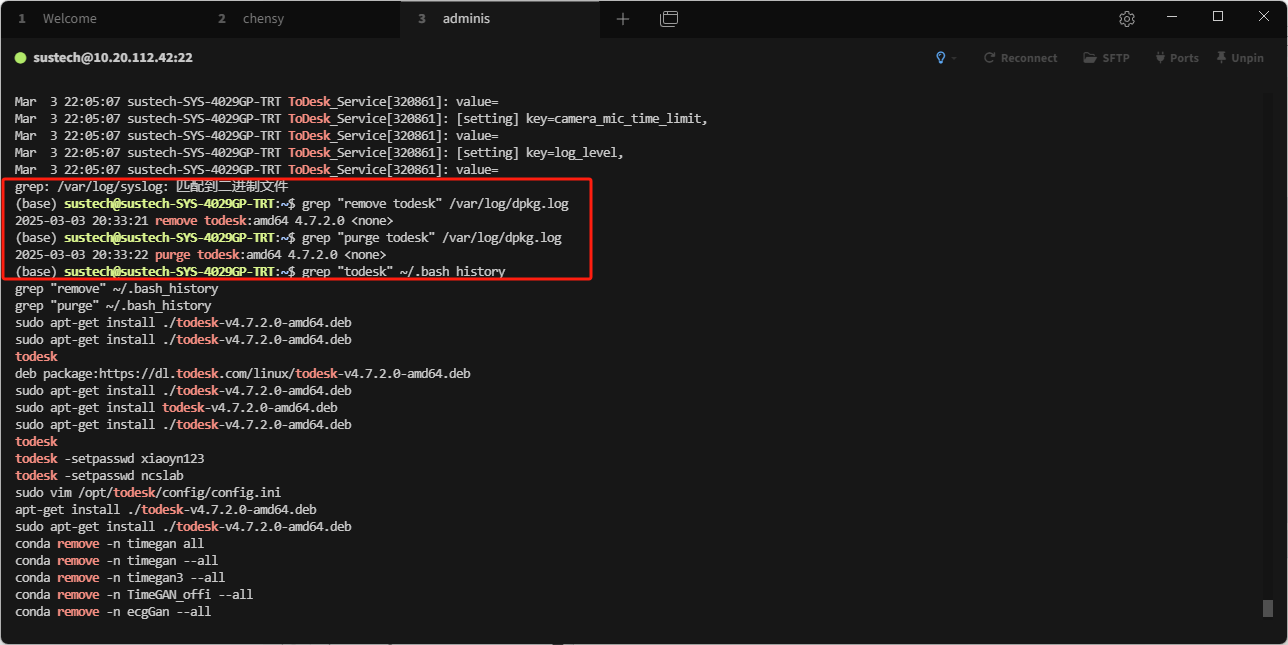 1 Welcome 2 chensy 3 adminis
sustech@10.20.112.42:22 Reconnect SFTP Ports Unpin
Mar  3 22:05:07 sustech-SYS-4029GP-TRT ToDesk_Service[320861]: value=
Mar  3 22:05:07 sustech-SYS-4029GP-TRT ToDesk_Service[320861]: [setting] key=camera_mic_time_limit,
Mar  3 22:05:07 sustech-SYS-4029GP-TRT ToDesk_Service[320861]: value=
Mar  3 22:05:07 sustech-SYS-4029GP-TRT ToDesk_Service[320861]: [setting] key=log_level,
Mar  3 22:05:07 sustech-SYS-4029GP-TRT ToDesk_Service[320861]: value=
grep: /var/log/syslog: 匹配到二进制文件
(base) sustech@sustech-SYS-4029GP-TRT:~$ grep "remove todesk" /var/log/dpkg.log
2025-03-03 20:33:21 remove todesk:amd64 4.7.2.0 <none>
(base) sustech@sustech-SYS-4029GP-TRT:~$ grep "purge todesk" /var/log/dpkg.log
2025-03-03 20:33:22 purge todesk:amd64 4.7.2.0 <none>
(base) sustech@sustech-SYS-4029GP-TRT:~$ grep "todesk" ~/.bash_history
grep "remove" ~/.bash_history
grep "purge" ~/.bash_history
sudo apt-get install ./todesk-v4.7.2.0-amd64.deb
sudo apt-get install ./todesk-v4.7.2.0-amd64.deb
todesk
deb package:https://dl.todesk.com/linux/todesk-v4.7.2.0-amd64.deb
sudo apt-get install ./todesk-v4.7.2.0-amd64.deb
sudo apt-get install todesk-v4.7.2.0-amd64.deb
sudo apt-get install ./todesk-v4.7.2.0-amd64.deb
todesk
todesk -setpasswd xiaoyn123
todesk -setpasswd ncslab
sudo vim /opt/todesk/config/config.ini
apt-get install ./todesk-v4.7.2.0-amd64.deb
sudo apt-get install ./todesk-v4.7.2.0-amd64.deb
conda remove -n timegan all
conda remove -n timegan --all
conda remove -n timegan3 --all
conda remove -n TimeGAN_offi --all
conda remove -n ecgGan --all